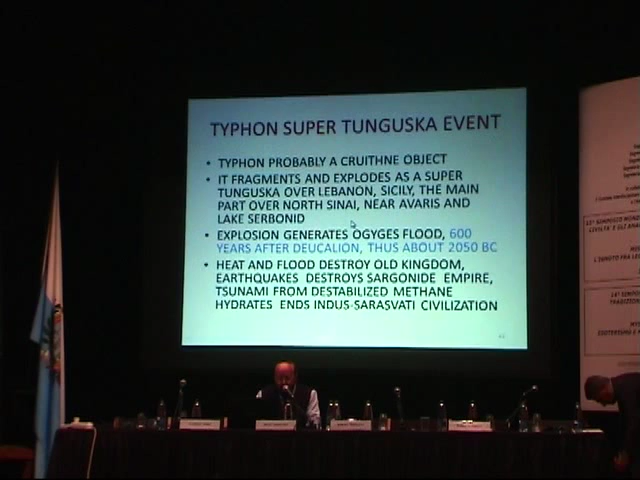 TYPHON SUPER TUNGUSKA EVENT
• TYPHON PROBABLY A CRUITHNE OBJECT
• IT FRAGMENTS AND EXPLODES AS A SUPER
TUNGUSKA OVER LEBANON, SICILY, THE MAIN
PART OVER NORTH SINAI, NEAR AVARIS AND
LAKE SERBONID
• EXPLOSION GENERATES OGYGES FLOOD, 600
YEARS AFTER DEUCALION, THUS ABOUT 2050 BC
• HEAT AND FLOOD DESTROY OLD KINGDOM,
EARTHQUAKES DESTROYS SARGONIDE EMPIRE,
TSUNAMI FROM DESTABILIZED METHANE
HYDRATES ENDS INDUS-SARASVATI CIVILIZATION